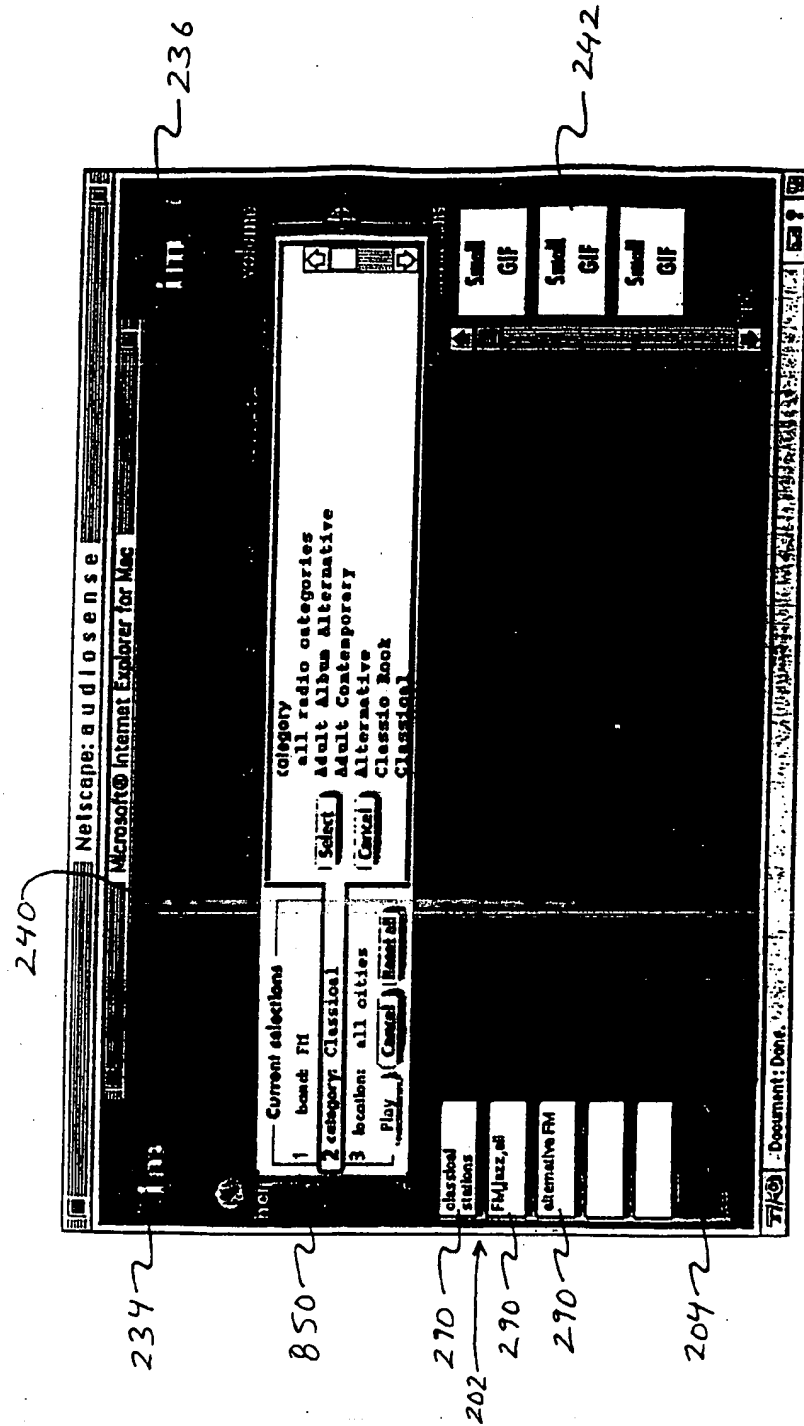 240
Netscape: audiosense
Microsoft® Internet Explorer for Mac
234
236
volume
850
Current selections
1 band: FM
2 category: Classical
3 location: all cities
Play
Cancel
Reset all
Select
Cancel
category
all radio categories
Adult Album Alternative
Adult Contemporary
Alternative
Classic Rock
Classical
290
classical stations
202
290
FM,jazz,all
290
alternative FM
Small GIF
Small GIF
Small GIF
242
204
Document: Done.